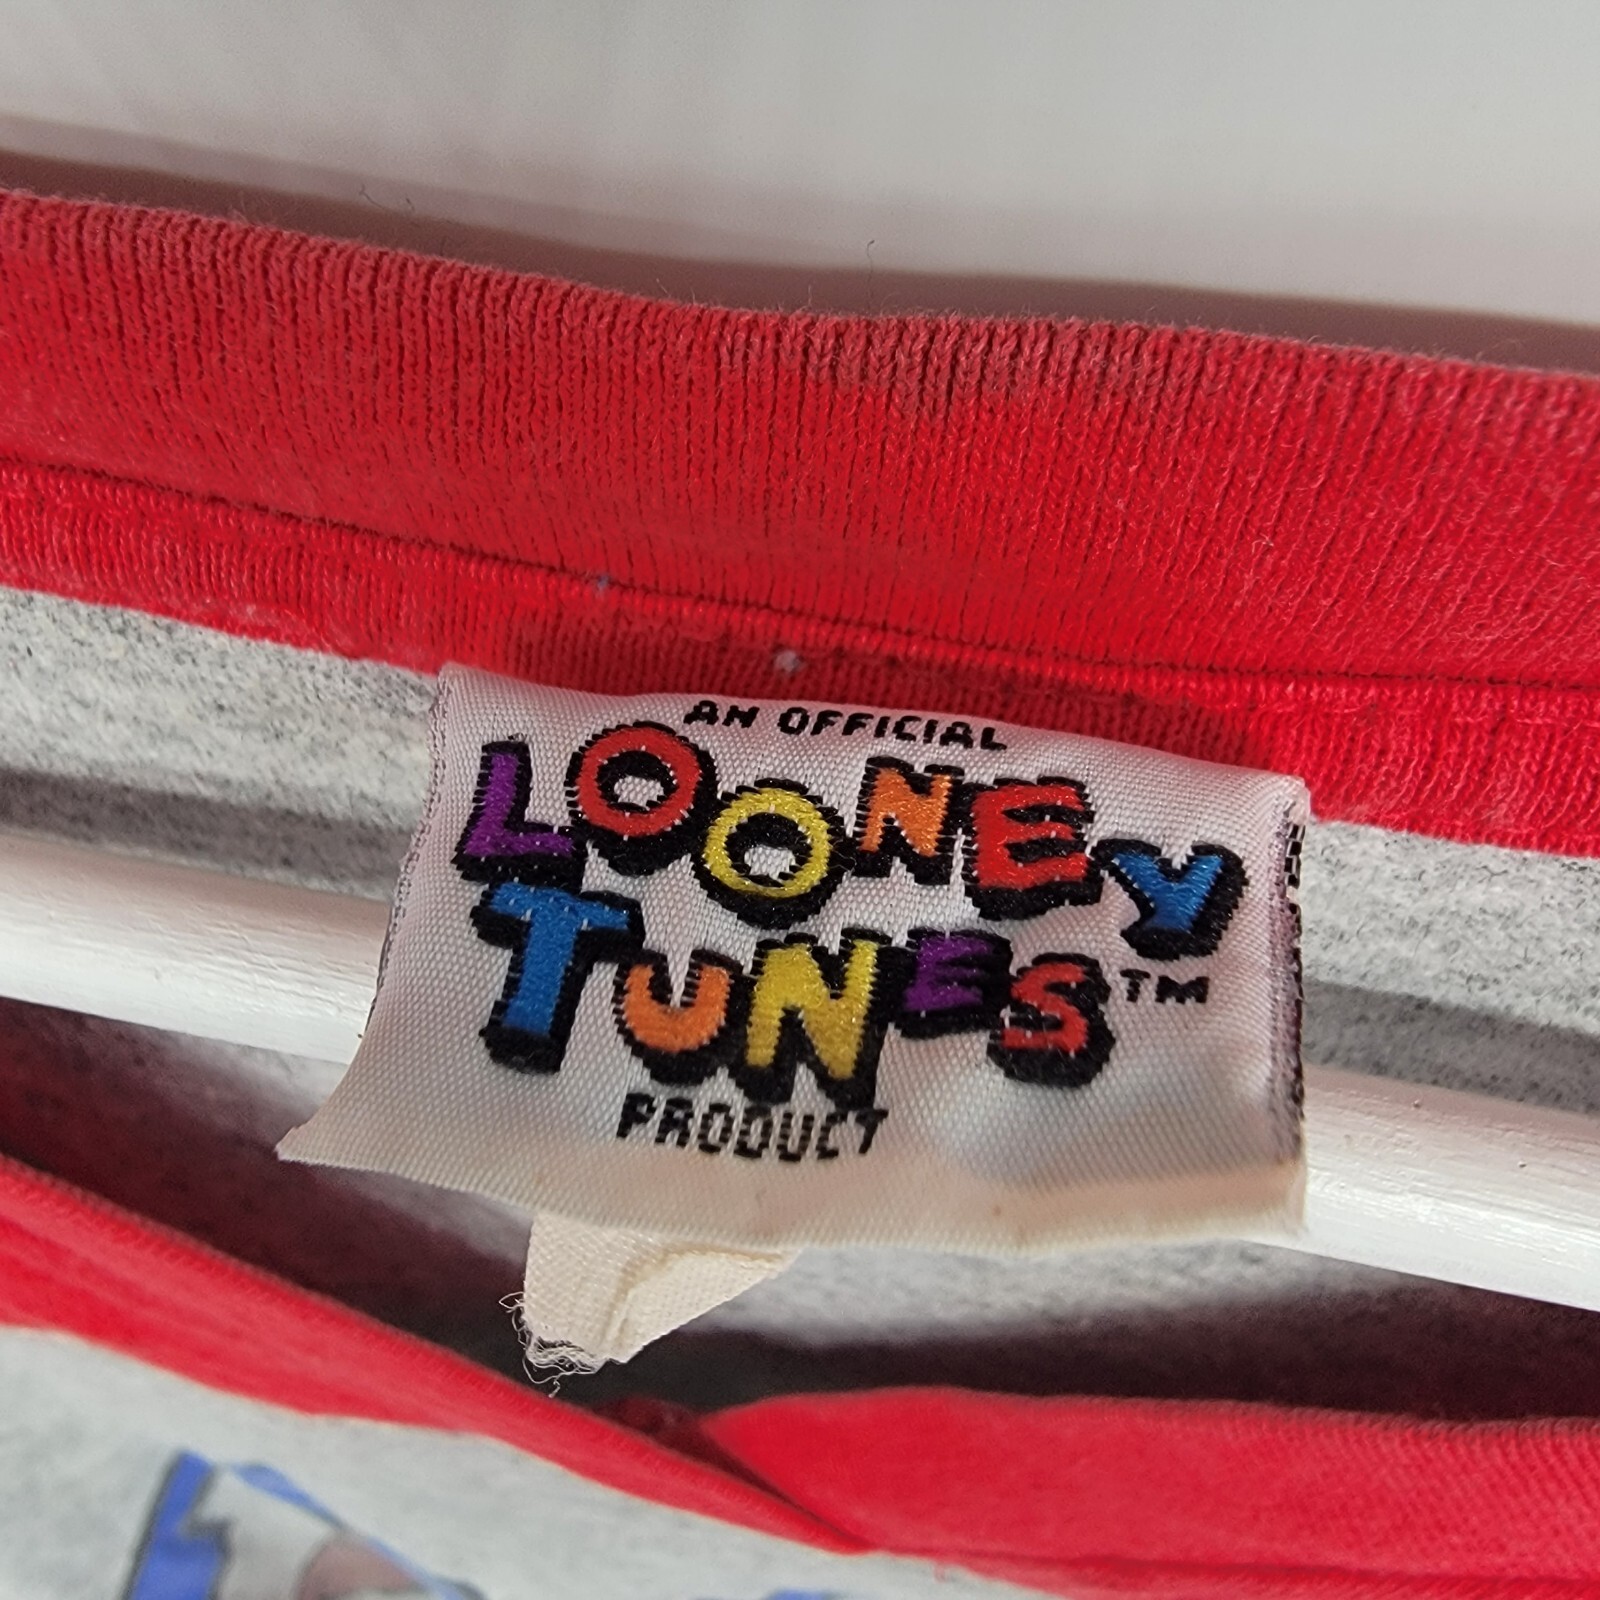 AN OFFICIAL
LOONEY
TUNES™
PRODUCT